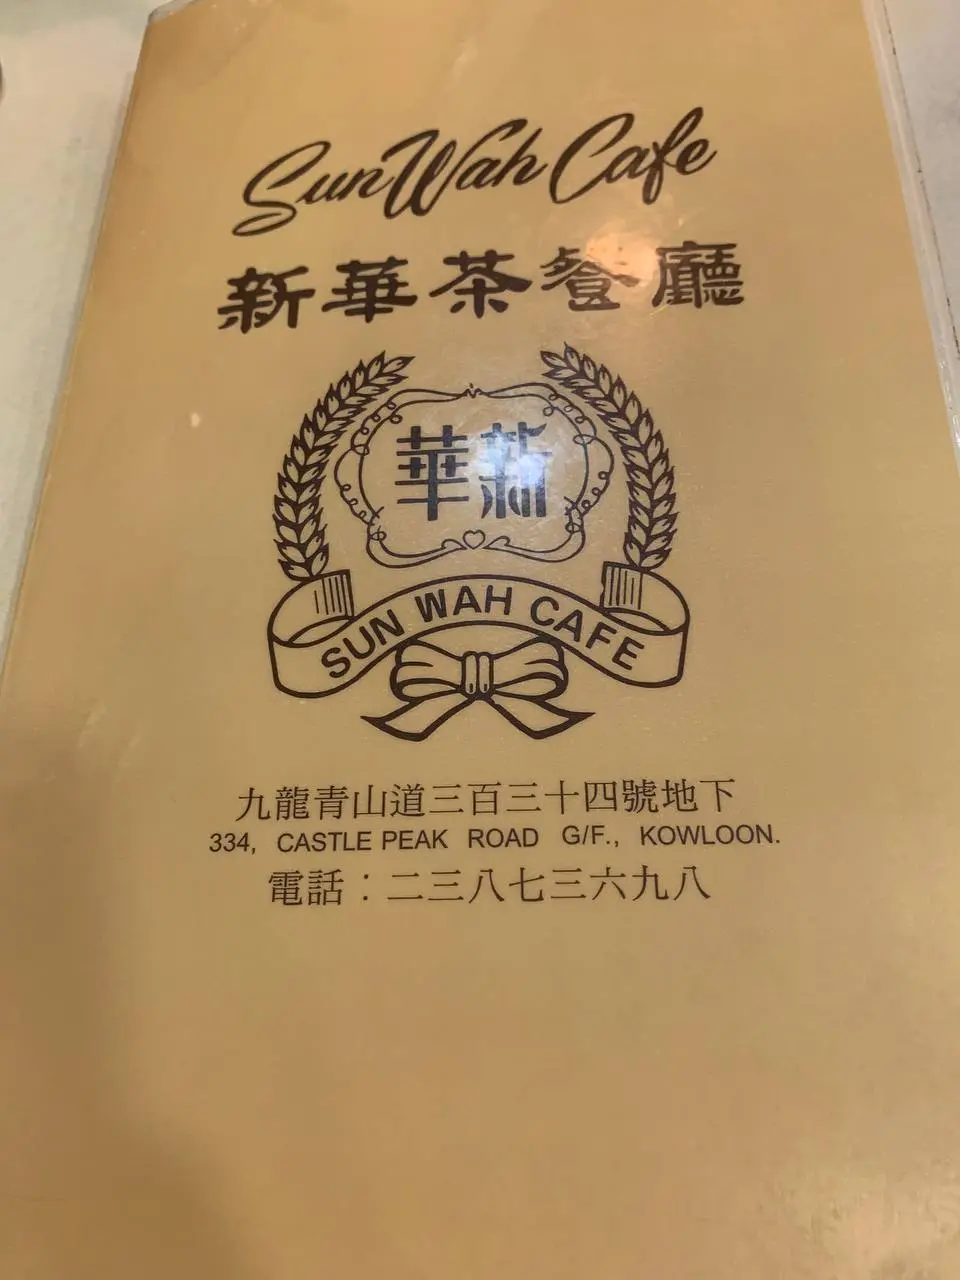 Sun Wah Cafe
新華茶餐廳
華新
SUN WAH CAFE
九龍青山道三百三十四號地下
334, CASTLE PEAK ROAD G/F., KOWLOON.
電話：二三八七三六九八